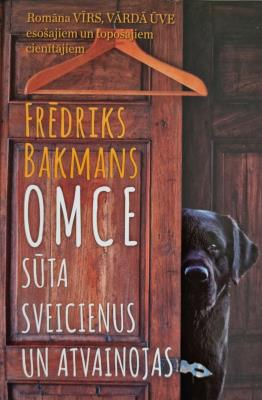 Romāna VĪRS, VĀRDĀ ŪVE
esošajiem un topošajiem
cienītājiem
FRĒDRIKS
BAKMANS
OMCE
SŪTA
SVEICIENUS
UN ATVAINOJAS